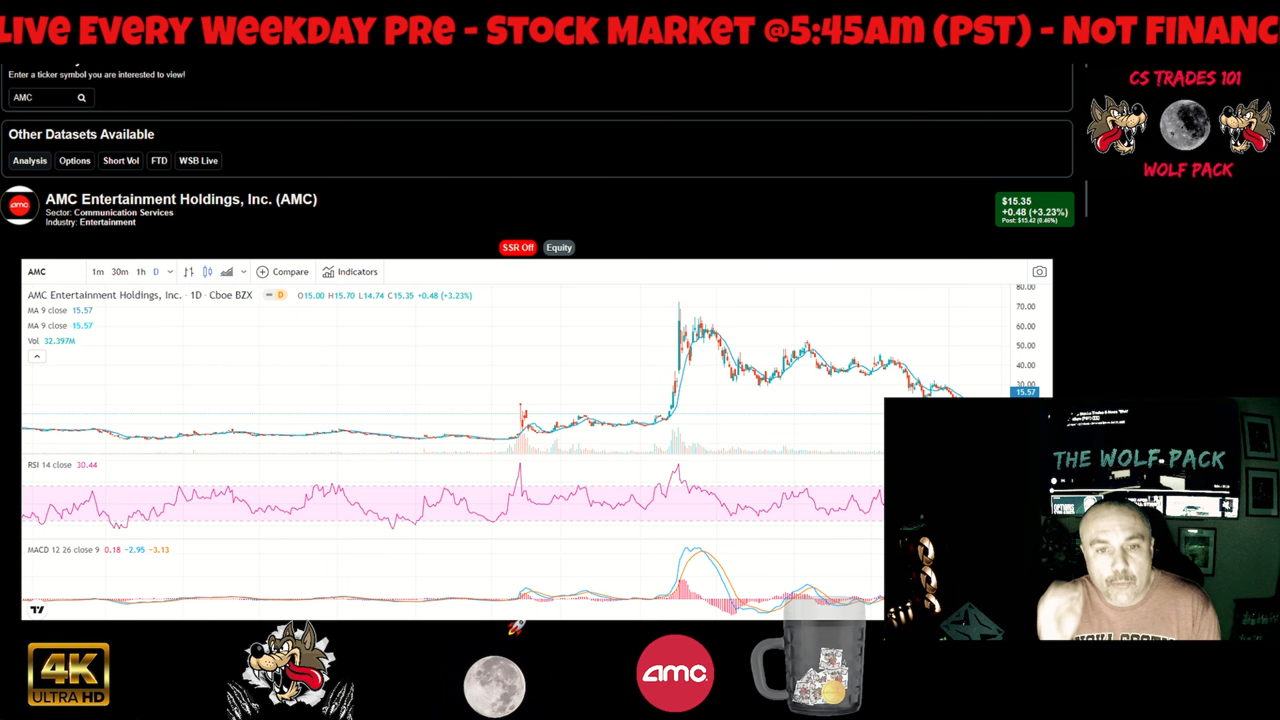 LIVE EVERY WEEKDAY PRE - STOCK MARKET @5:45AM (PST) - NOT FINANC
Enter a ticker symbol you are interested to view!
CS TRADES 101
AMC
Other Datasets Available
Analysis Options Short Vol FTD WSB Live
WOLF PACK
amc
AMC Entertainment Holdings, Inc. (AMC)
Sector: Communication Services
Industry: Entertainment
$15.35
+0.48 (+3.23%)
Post: $15.42 (0.46%)
SSR Off Equity
AMC 1m 30m 1h D Compare Indicators
AMC Entertainment Holdings, Inc. · 1D · Cboe BZX D O15.00 H15.70 L14.74 C15.35 +0.48 (+3.23%)
MA 9 close 15.57
MA 9 close 15.57
Vol 32.397M
80.00
70.00
60.00
50.00
40.00
30.00
15.57
RSI 14 close 30.44
MACD 12 26 close 9 0.18 −2.95 −3.13
THE WOLF PACK
4K
ULTRA HD
amc